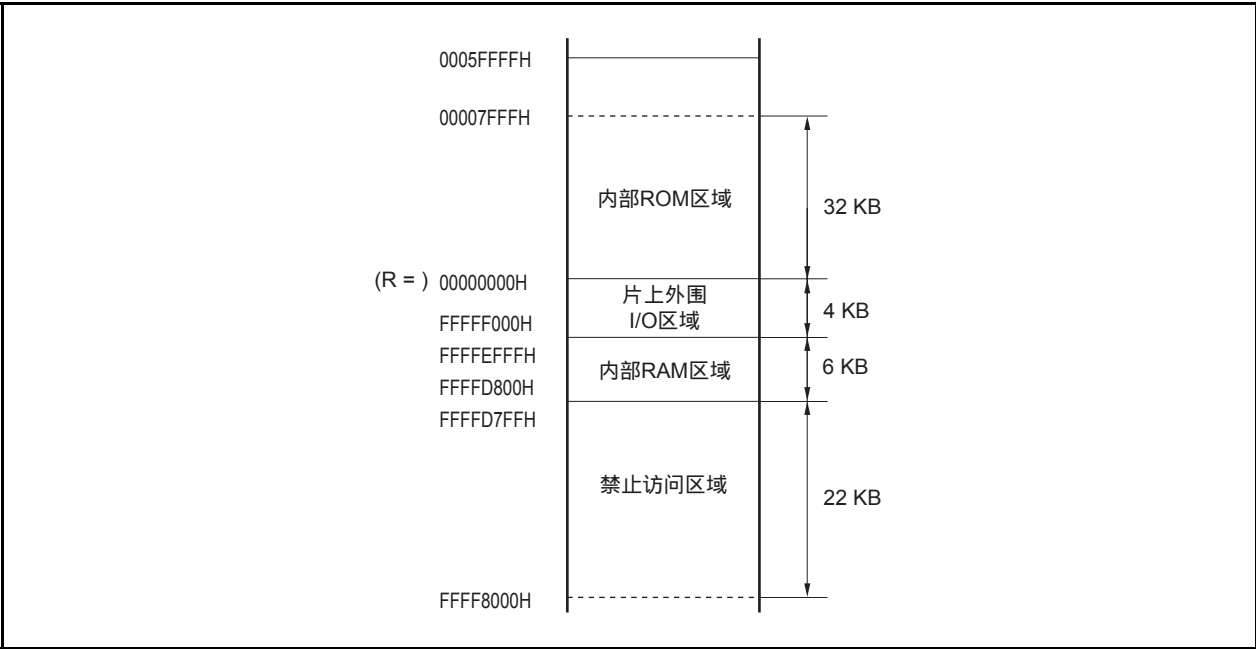 0005FFFFH
00007FFFH
内部ROM区域
32 KB
(R = ) 00000000H
片上外围
I/O区域
4 KB
FFFFF000H
FFFFEFFFH
内部RAM区域
6 KB
FFFFD800H
FFFFD7FFH
禁止访问区域
22 KB
FFFF8000H